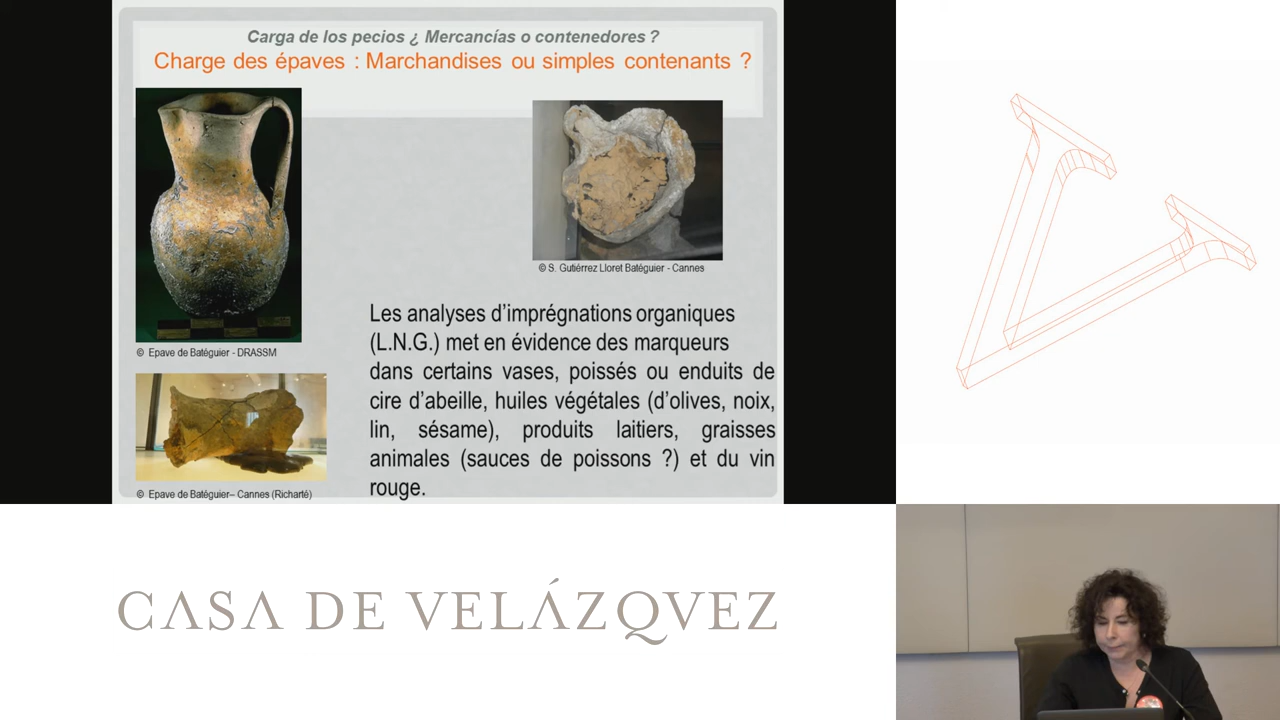 Carga de los pecios ¿ Mercancías o contenedores ?
Charge des épaves : Marchandises ou simples contenants ?
© S. Gutiérrez Lloret Batéguier - Cannes
© Epave de Batéguier - DRASSM
Les analyses d'imprégnations organiques
(L.N.G.) met en évidence des marqueurs
dans certains vases, poissés ou enduits de
cire d'abeille, huiles végétales (d'olives, noix,
lin, sésame), produits laitiers, graisses
animales (sauces de poissons ?) et du vin
rouge.
© Epave de Batéguier– Cannes (Richarté)
CASA DE VELÁZQVEZ